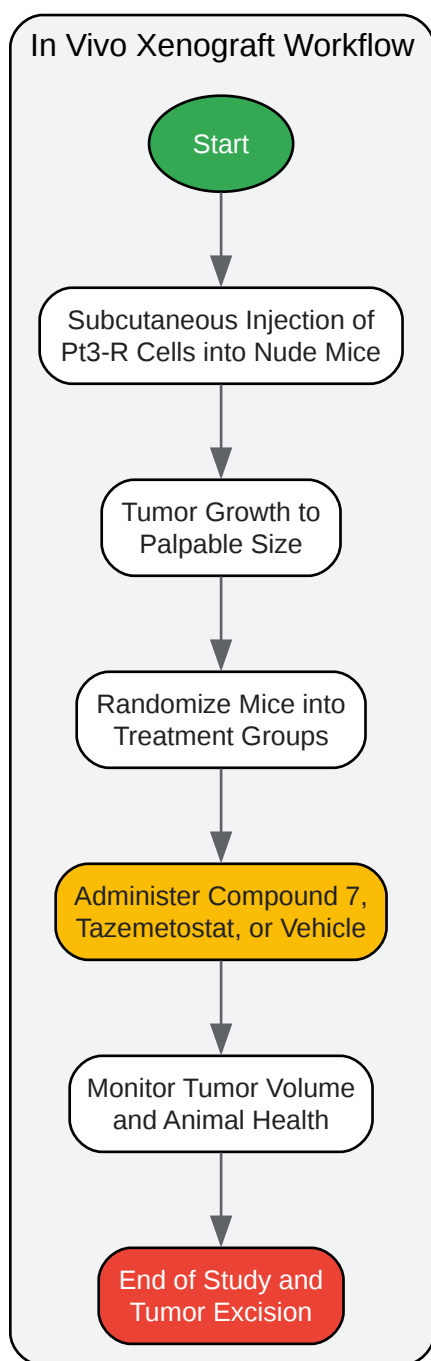 In Vivo Xenograft Workflow
Start
Subcutaneous Injection of
Pt3-R Cells into Nude Mice
Tumor Growth to
Palpable Size
Randomize Mice into
Treatment Groups
Administer Compound 7,
Tazemetostat, or Vehicle
Monitor Tumor Volume
and Animal Health
End of Study and
Tumor Excision